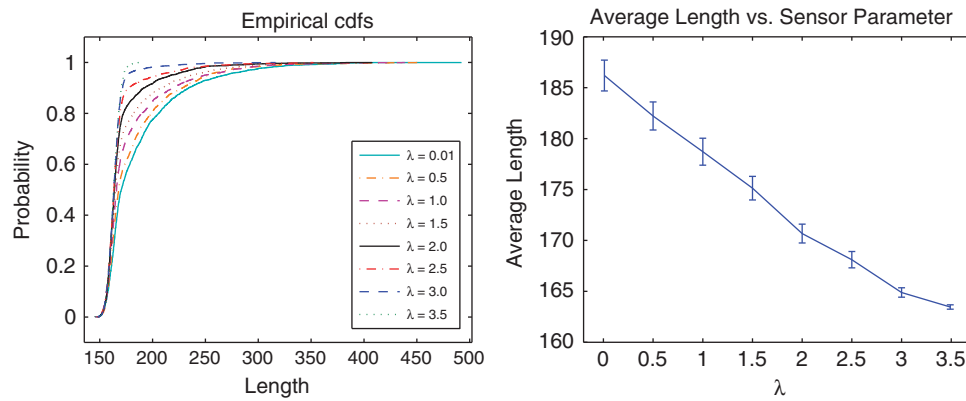 Empirical cdfs
Probability
1
0.8
0.6
0.4
0.2
0
150 200 250 300 350 400 450 500
Length
λ = 0.01
λ = 0.5
λ = 1.0
λ = 1.5
λ = 2.0
λ = 2.5
λ = 3.0
λ = 3.5
Average Length vs. Sensor Parameter
Average Length
190
185
180
175
170
165
160
0 0.5 1 1.5 2 2.5 3 3.5
λ